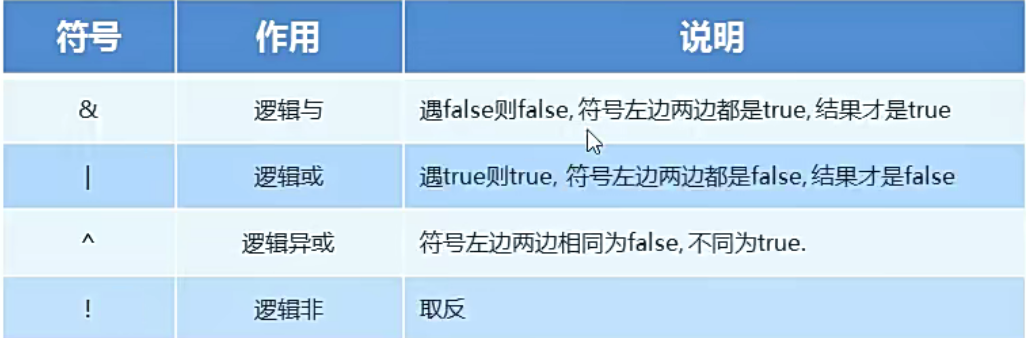 符号 作用 说明
& 逻辑与 遇false则false, 符号左边两边都是true, 结果才是true
| 逻辑或 遇true则true, 符号左边两边都是false, 结果才是false
^ 逻辑异或 符号左边两边相同为false, 不同为true.
! 逻辑非 取反